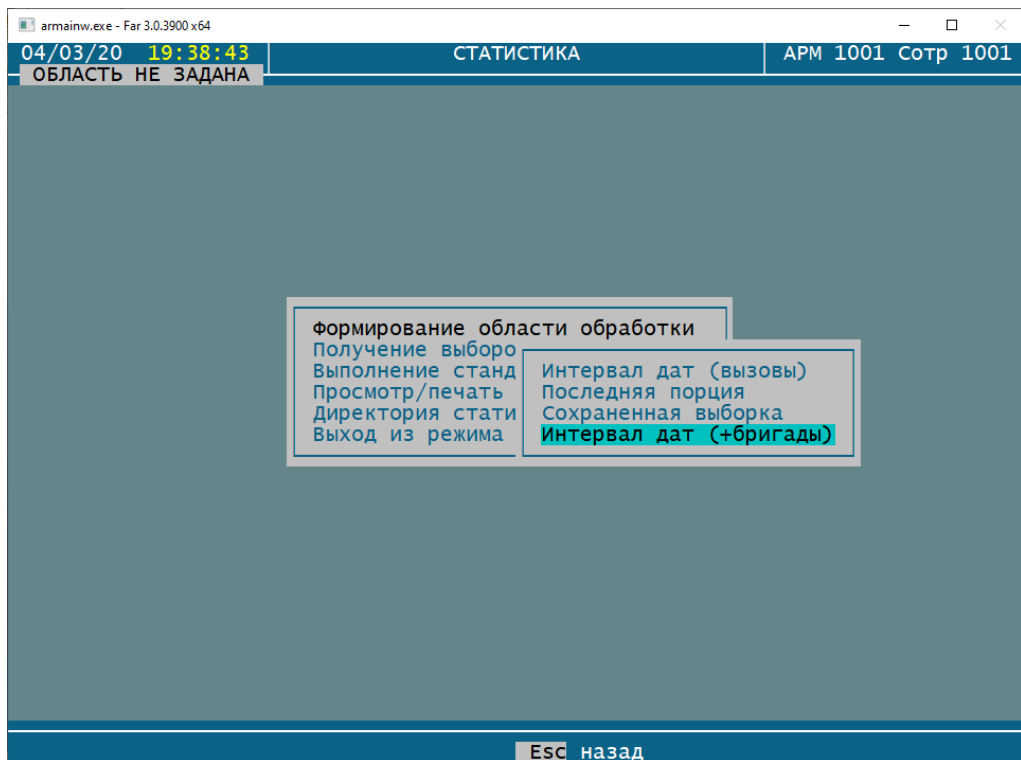 armainw.exe - Far 3.0.3900 x64
04/03/20 19:38:43 СТАТИСТИКА АРМ 1001 Сотр 1001
ОБЛАСТЬ НЕ ЗАДАНА
Формирование области обработки
Получение выборо
Выполнение станд
Просмотр/печать
Директория стати
Выход из режима
Интервал дат (вызовы)
Последняя порция
Сохраненная выборка
Интервал дат (+бригады)
Esc назад